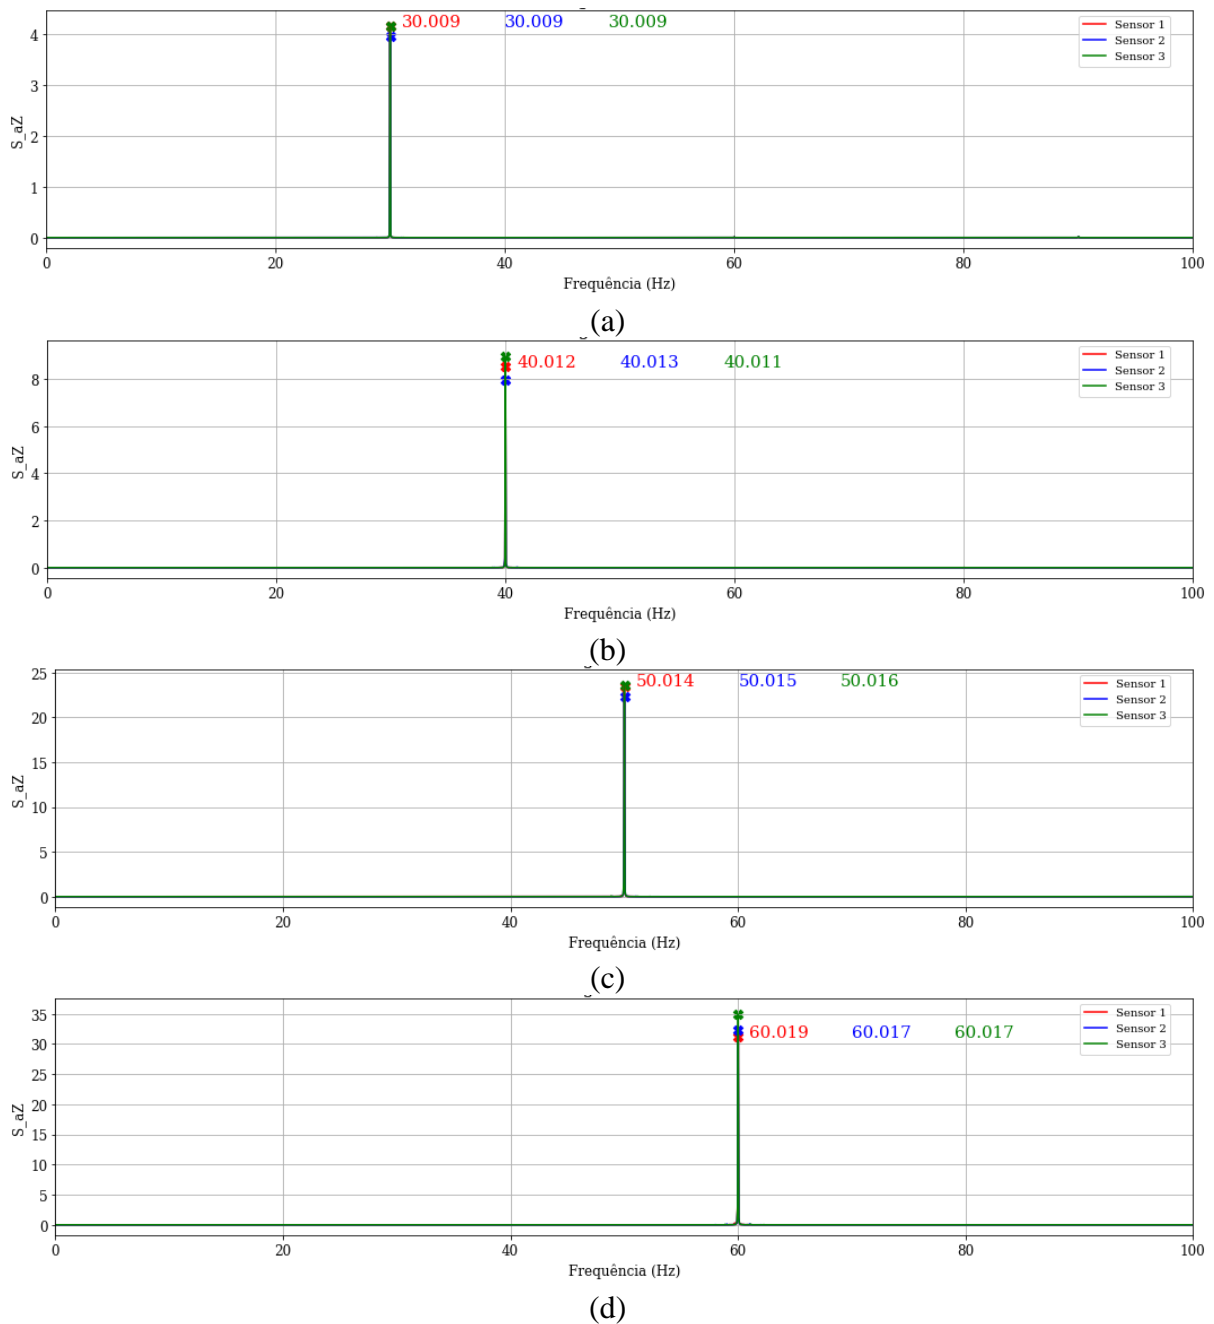 30.009 30.009 30.009
Sensor 1
Sensor 2
Sensor 3
4
3
2
1
0
S_aZ
0 20 40 60 80 100
Frequência (Hz)
(a)
40.012 40.013 40.011
Sensor 1
Sensor 2
Sensor 3
8
6
4
2
0
S_aZ
0 20 40 60 80 100
Frequência (Hz)
(b)
50.014 50.015 50.016
Sensor 1
Sensor 2
Sensor 3
25
20
15
10
5
0
S_aZ
0 20 40 60 80 100
Frequência (Hz)
(c)
60.019 60.017 60.017
Sensor 1
Sensor 2
Sensor 3
35
30
25
20
15
10
5
0
S_aZ
0 20 40 60 80 100
Frequência (Hz)
(d)